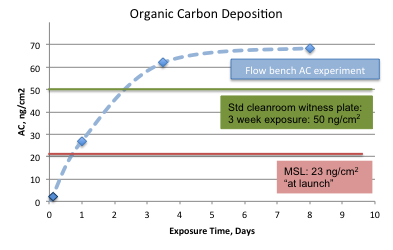 Organic Carbon Deposition
AC, ng/cm2
70
60
50
40
30
20
10
0
Flow bench AC experiment
Std cleanroom witness plate:
3 week exposure: 50 ng/cm²
MSL: 23 ng/cm²
“at launch”
0 1 2 3 4 5 6 7 8 9 10
Exposure Time, Days